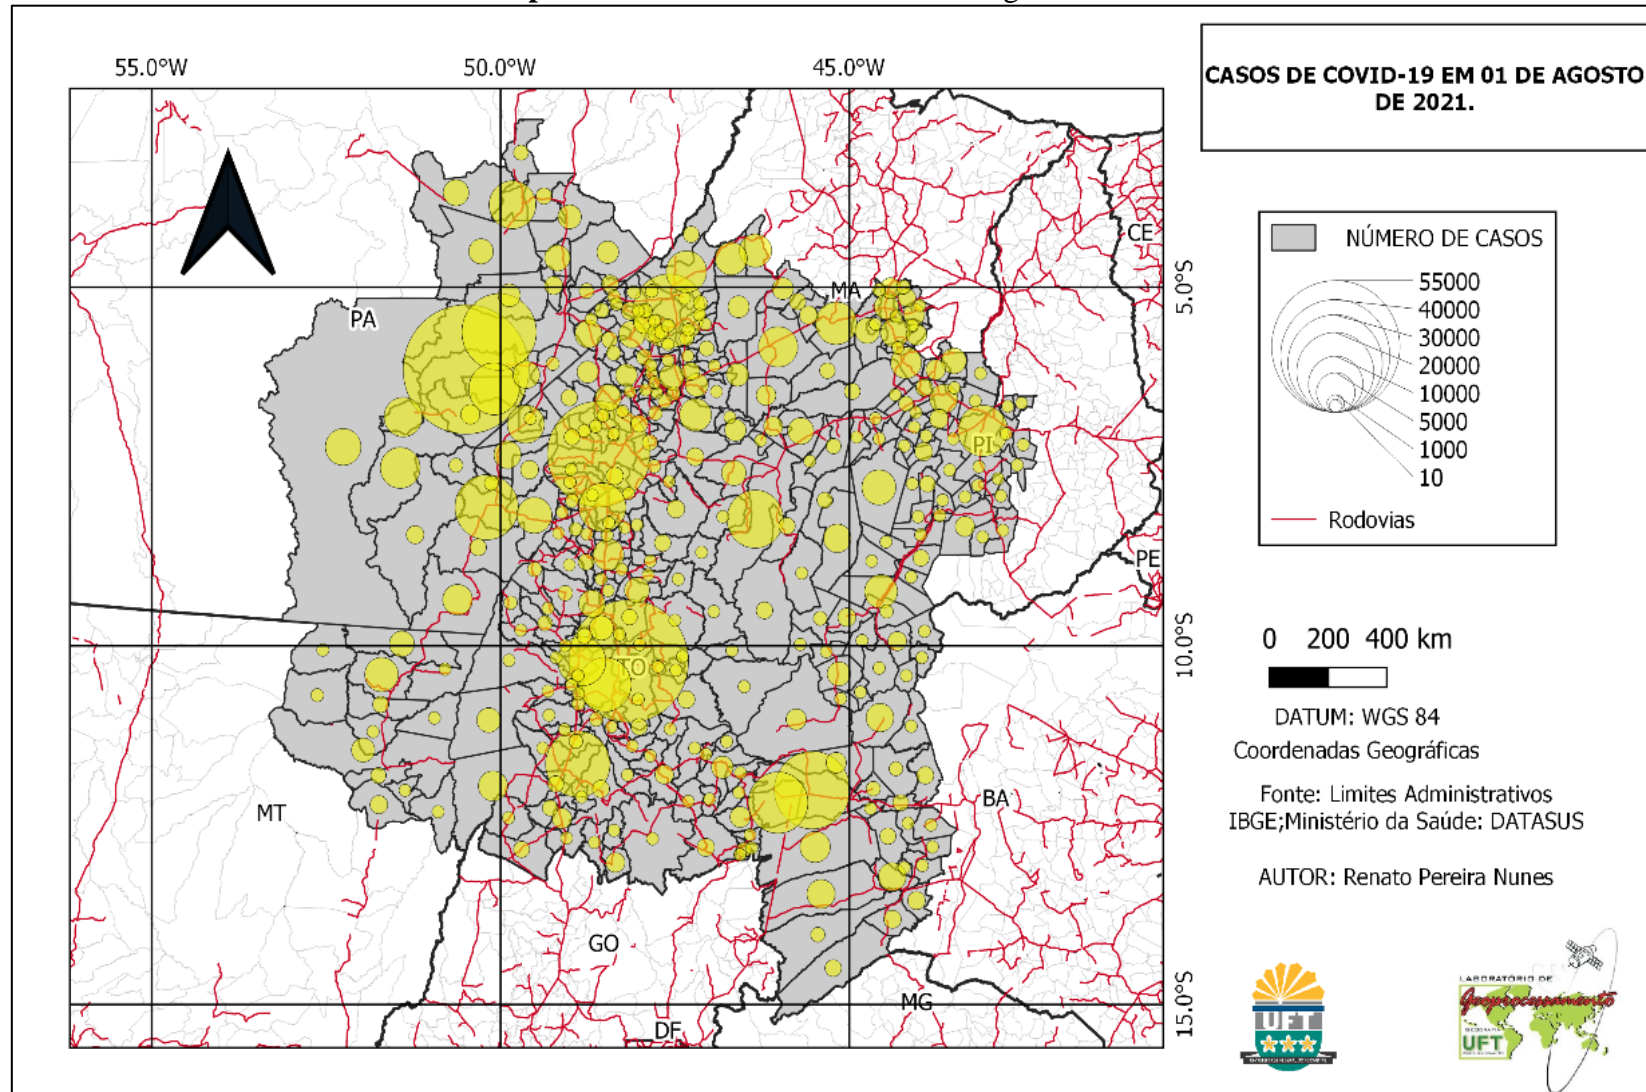 55.0°W 50.0°W 45.0°W
CASOS DE COVID-19 EM 01 DE AGOSTO
DE 2021.
CE
NÚMERO DE CASOS
5.0°S
MA
PA
55000
40000
30000
20000
10000
5000
1000
10
PI
Rodovias
PE
TO
10.0°S
0 200 400 km
DATUM: WGS 84
Coordenadas Geográficas
MT
BA
Fonte: Limites Administrativos
IBGE;Ministério da Saúde: DATASUS
AUTOR: Renato Pereira Nunes
GO
MG
DF
15.0°S
UFT
LABORATÓRIO DE
Geoprocessamento
UFT